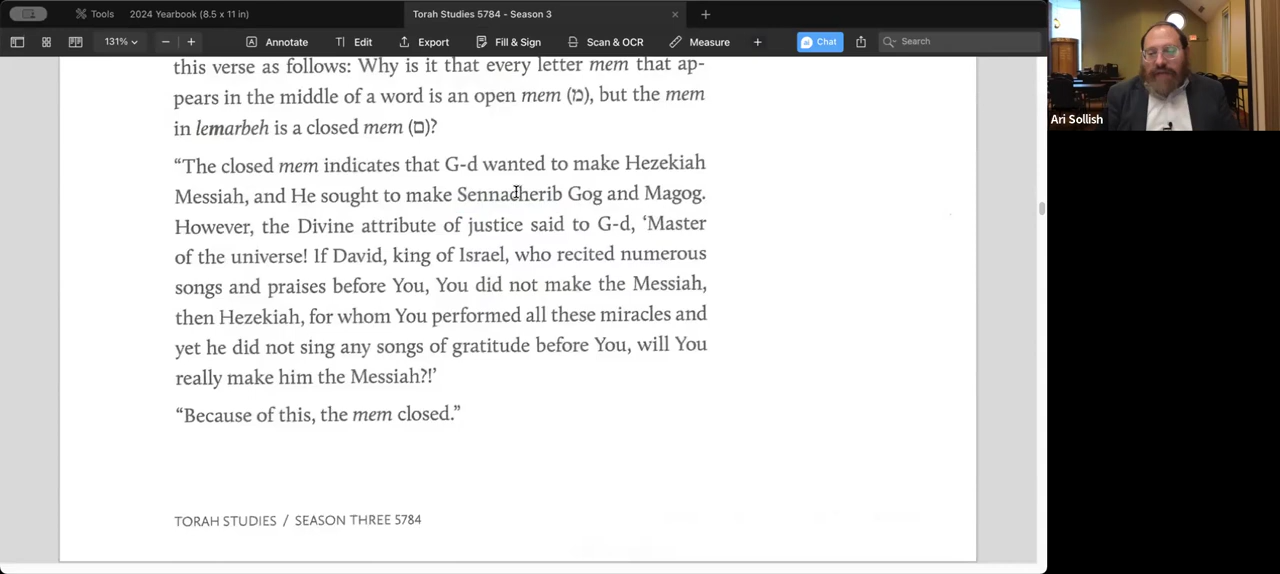 Tools
2024 Yearbook (8.5 x 11 in)
Torah Studies 5784 - Season 3
131%
Annotate
Edit
Export
Fill & Sign
Scan & OCR
Measure
Chat
Search
Ari Sollish
this verse as follows: Why is it that every letter mem that ap-
pears in the middle of a word is an open mem (מ), but the mem
in lemarbeh is a closed mem (ם)?
“The closed mem indicates that G-d wanted to make Hezekiah
Messiah, and He sought to make Sennacherib Gog and Magog.
However, the Divine attribute of justice said to G-d, ‘Master
of the universe! If David, king of Israel, who recited numerous
songs and praises before You, You did not make the Messiah,
then Hezekiah, for whom You performed all these miracles and
yet he did not sing any songs of gratitude before You, will You
really make him the Messiah?!’
“Because of this, the mem closed.”
TORAH STUDIES / SEASON THREE 5784